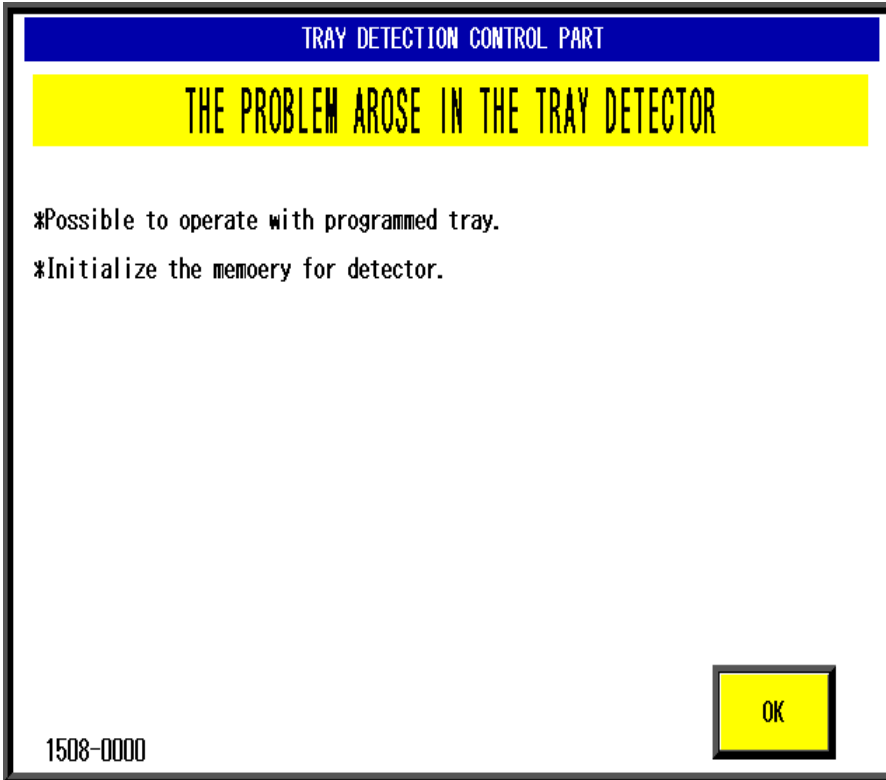 TRAY DETECTION CONTROL PART
THE PROBLEM AROSE IN THE TRAY DETECTOR
*Possible to operate with programmed tray.
*Initialize the memoery for detector.
OK
1508-0000